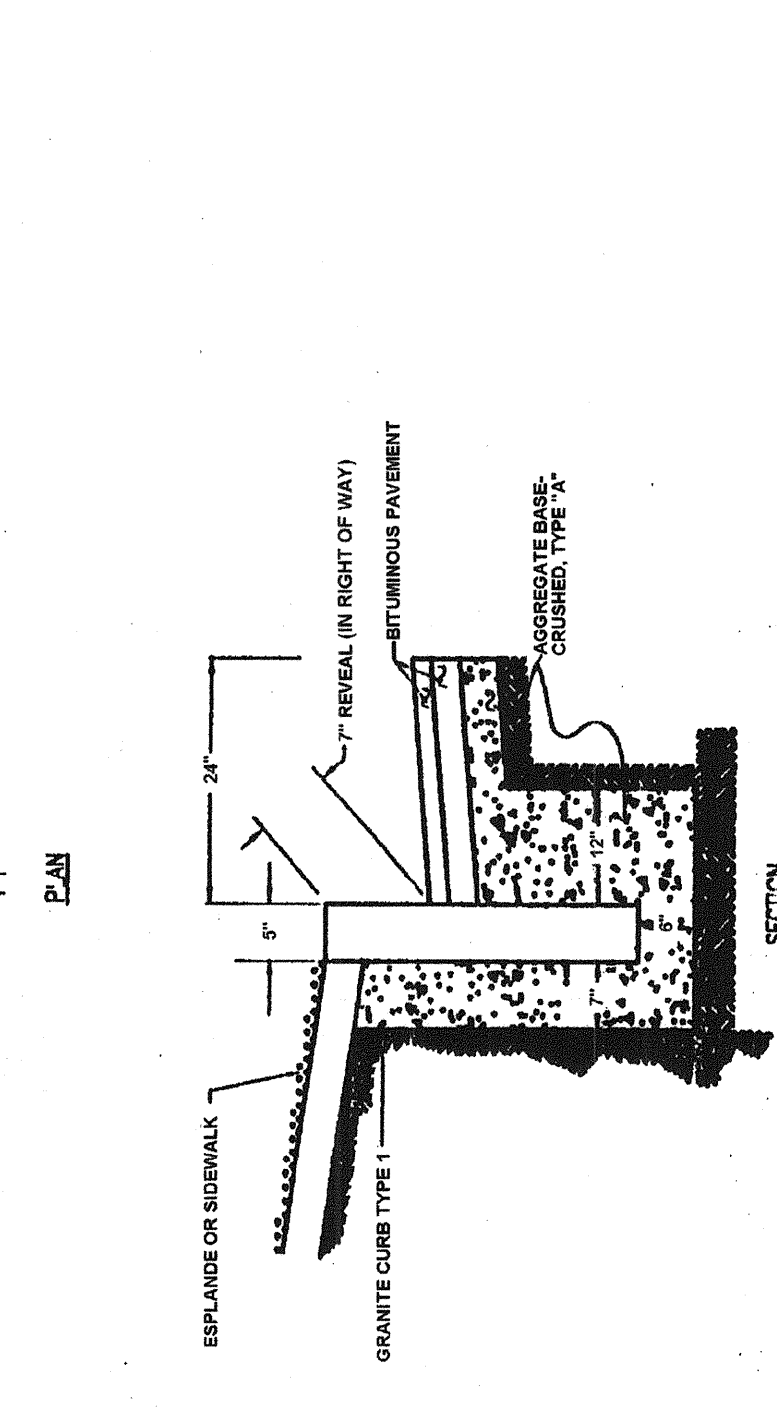 PLAN
24"
5"
7" REVEAL (IN RIGHT OF WAY)
ESPLANDE OR SIDEWALK
BITUMINOUS PAVEMENT
GRANITE CURB TYPE 1
AGGREGATE BASE-
CRUSHED, TYPE "A"
7"
12"
6"
SECTION